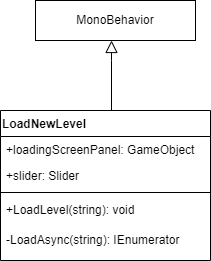 MonoBehavior
LoadNewLevel
+loadingScreenPanel: GameObject
+slider: Slider
+LoadLevel(string): void
-LoadAsync(string): IEnumerator